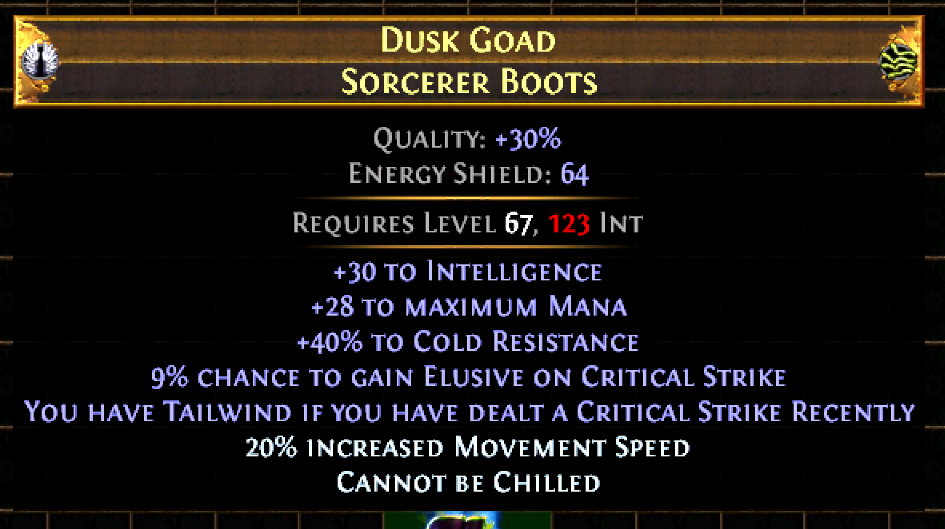 Dusk Goad
Sorcerer Boots
Quality: +30%
Energy Shield: 64
Requires Level 67, 123 Int
+30 to Intelligence
+28 to maximum Mana
+40% to Cold Resistance
9% chance to gain Elusive on Critical Strike
You have Tailwind if you have dealt a Critical Strike Recently
20% increased Movement Speed
Cannot be Chilled